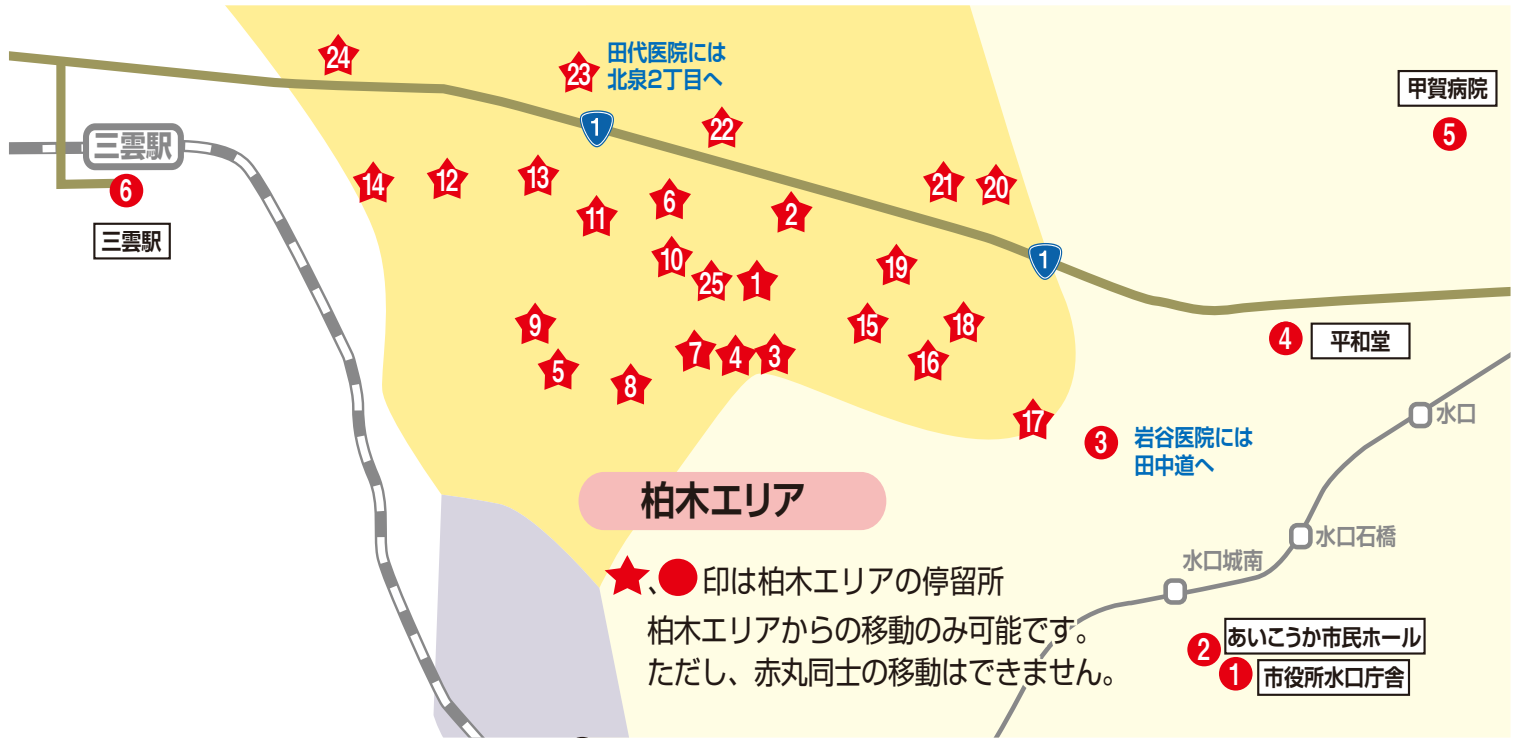 24
23
田代医院には
北泉2丁目へ
甲賀病院
1
22
5
三雲駅
6
三雲駅
14
12
13
21
20
11
6
2
10
25
1
19
1
9
15
18
4
平和堂
5
8
7
4
3
16
17
3
岩谷医院には
田中道へ
水口
柏木エリア
水口石橋
水口城南
★、●印は柏木エリアの停留所
柏木エリアからの移動のみ可能です。
ただし、赤丸同士の移動はできません。
2
あいこうか市民ホール
1
市役所水口庁舎